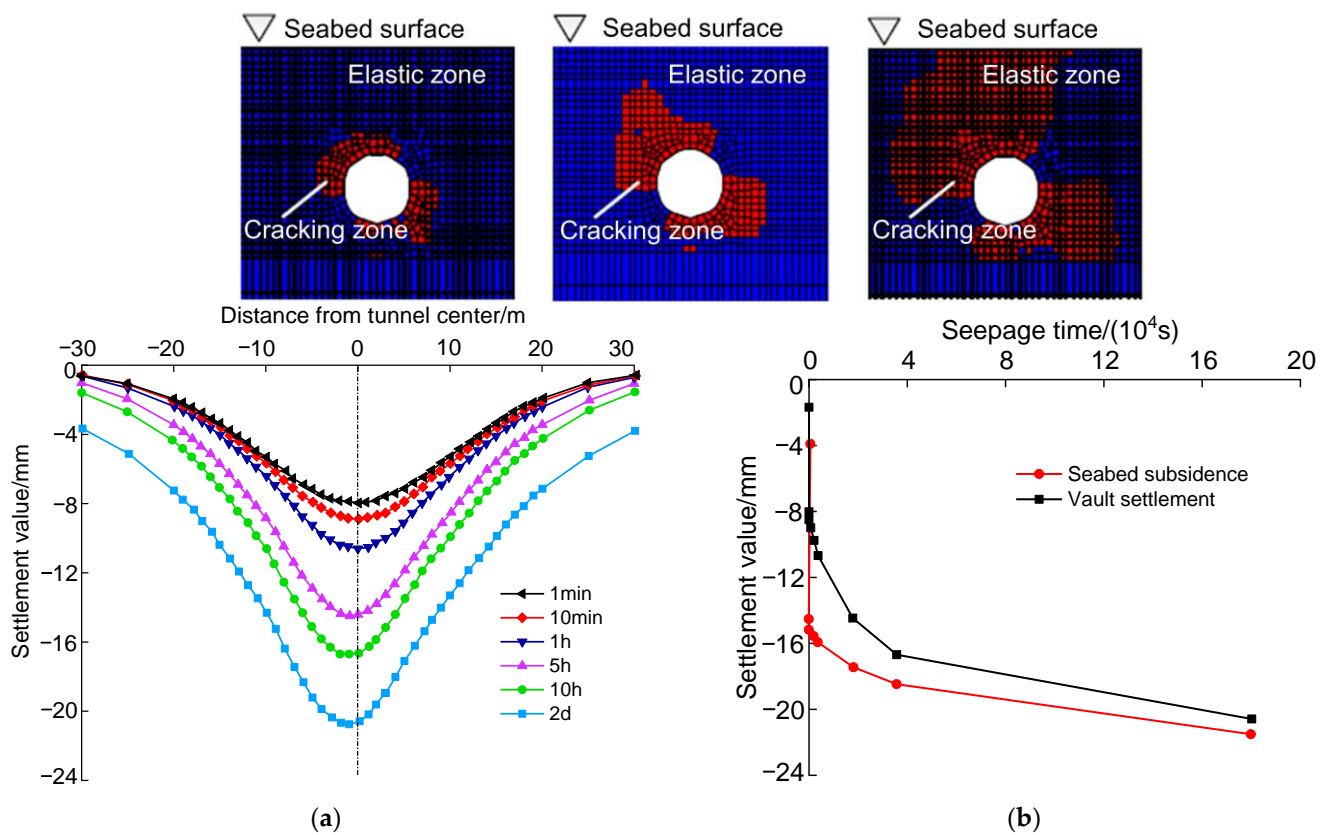 Seabed surface
Elastic zone
Cracking zone
Seabed surface
Elastic zone
Cracking zone
Seabed surface
Elastic zone
Cracking zone
Distance from tunnel center/m
−30 −20 −10 0 10 20 30
0
−4
−8
−12
−16
−20
−24
Settlement value/mm
1min
10min
1h
5h
10h
2d
(a)
Seepage time/(10⁴s)
0 4 8 12 16 20
0
−4
−8
−12
−16
−20
−24
Settlement value/mm
Seabed subsidence
Vault settlement
(b)